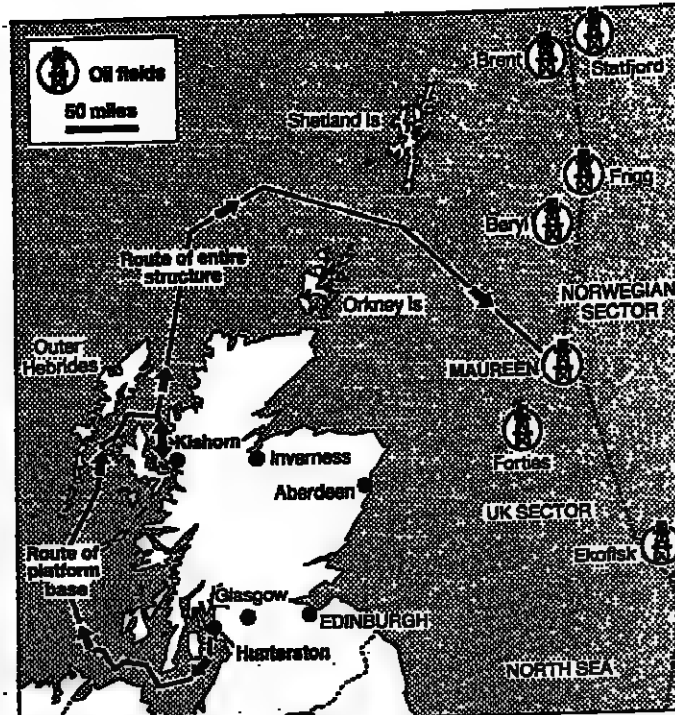 Oil fields
50 miles
Brent
Statfjord
Shetland Is
Frigg
Beryl
Route of entire
structure
Orkney Is
NORWEGIAN
SECTOR
Outer
Hebrides
MAUREEN
Kishorn
Inverness
Forties
Aberdeen
UK SECTOR
Ekofisk
Route of
platform
base
Glasgow
EDINBURGH
Hunterston
NORTH SEA